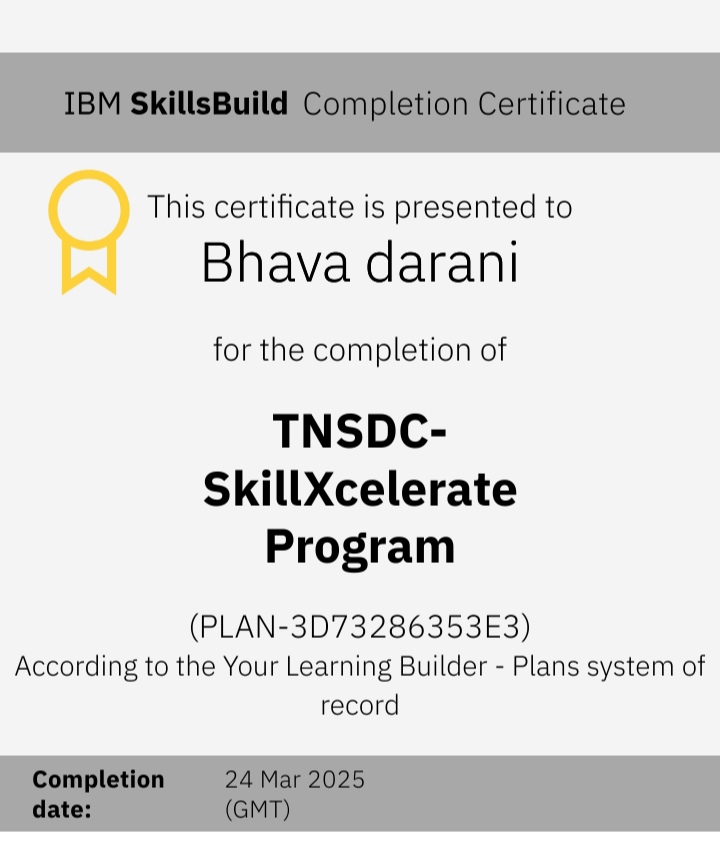 IBM SkillsBuild Completion Certificate
This certificate is presented to
Bhava darani
for the completion of
TNSDC-
SkillXcelerate
Program
(PLAN-3D73286353E3)
According to the Your Learning Builder - Plans system of
record
Completion date: 24 Mar 2025 (GMT)